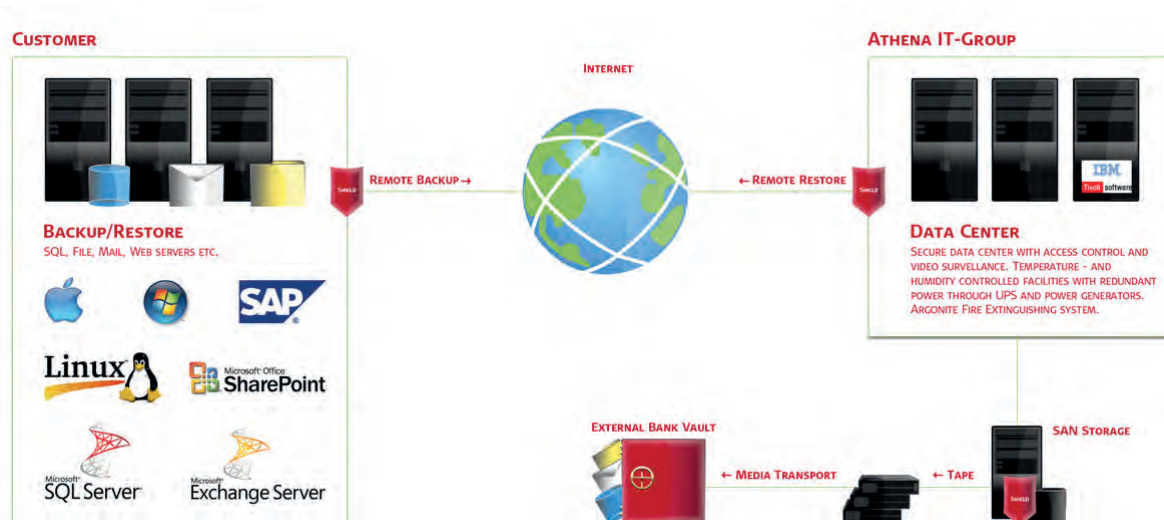 CUSTOMER
SHIELD
BACKUP/RESTORE
SQL, FILE, MAIL, WEB SERVERS ETC.
SAP
®
Linux
Microsoft® Office
SharePoint
Microsoft®
SQL Server
Microsoft®
Exchange Server
REMOTE BACKUP→
INTERNET
← REMOTE RESTORE
ATHENA IT-GROUP
SHIELD
IBM.
Tivoli software
DATA CENTER
SECURE DATA CENTER WITH ACCESS CONTROL AND
VIDEO SURVELLANCE. TEMPERATURE - AND
HUMIDITY CONTROLLED FACILITIES WITH REDUNDANT
POWER THROUGH UPS AND POWER GENERATORS.
ARGONITE FIRE EXTINGUISHING SYSTEM.
EXTERNAL BANK VAULT
← MEDIA TRANSPORT
← TAPE
SAN STORAGE
SHIELD